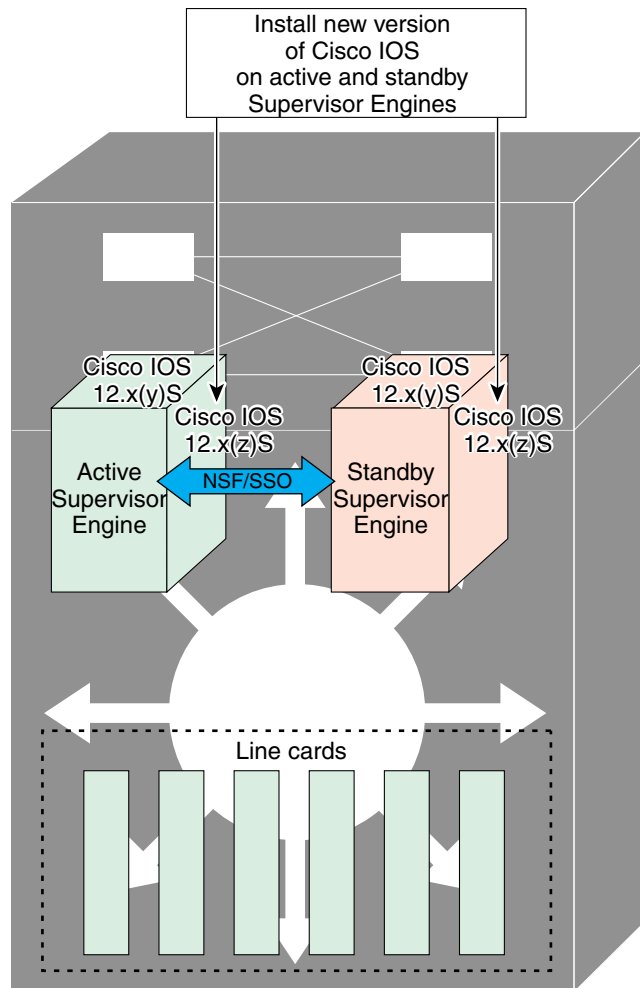 Install new version
of Cisco IOS
on active and standby
Supervisor Engines
Cisco IOS
12.x(y)S
Cisco IOS
12.x(z)S
Active
Supervisor
Engine
NSF/SSO
Cisco IOS
12.x(y)S
Cisco IOS
12.x(z)S
Standby
Supervisor
Engine
Line cards